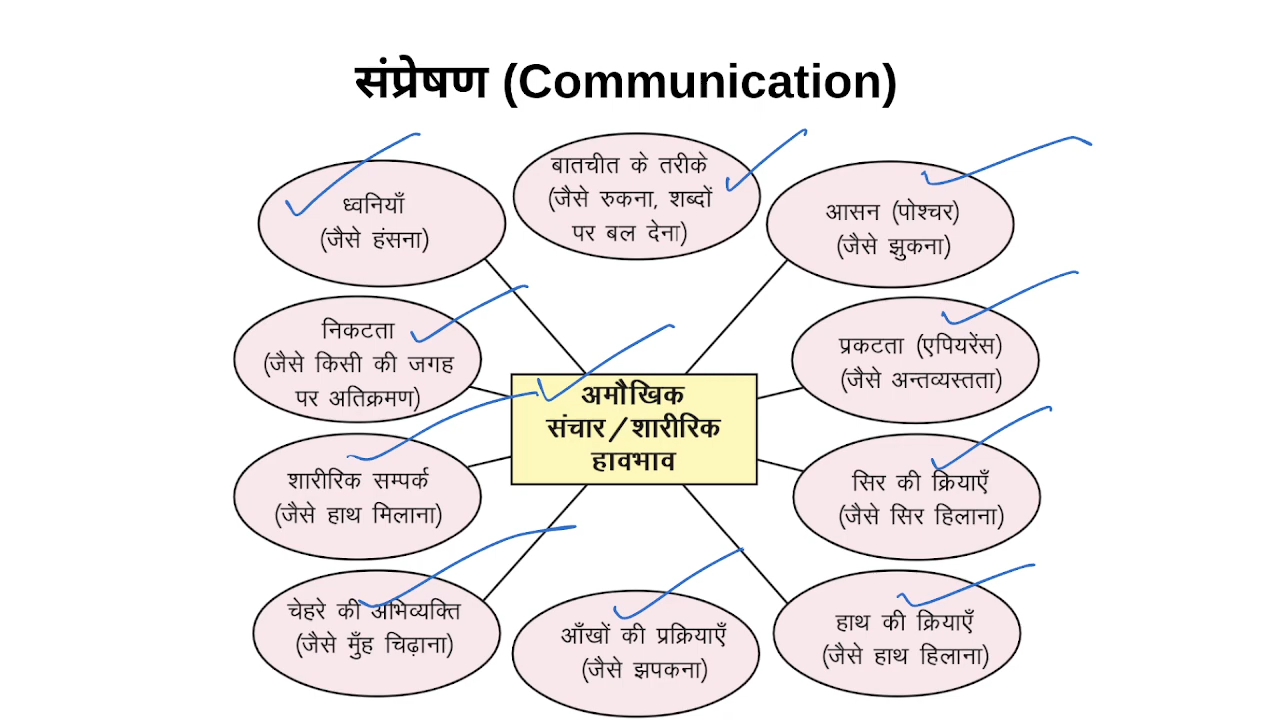 संप्रेषण (Communication)
ध्वनियाँ
(जैसे हंसना)
बातचीत के तरीके
(जैसे रुकना, शब्दों
पर बल देना)
आसन (पोश्चर)
(जैसे झुकना)
निकटता
(जैसे किसी की जगह
पर अतिक्रमण)
प्रकटता (एपियरेंस)
(जैसे अन्तव्यस्तता)
अमौखिक
संचार/शारीरिक
हावभाव
शारीरिक सम्पर्क
(जैसे हाथ मिलाना)
सिर की क्रियाएँ
(जैसे सिर हिलाना)
चेहरे की अभिव्यक्ति
(जैसे मुँह चिढ़ाना)
आँखों की प्रक्रियाएँ
(जैसे झपकना)
हाथ की क्रियाएँ
(जैसे हाथ हिलाना)